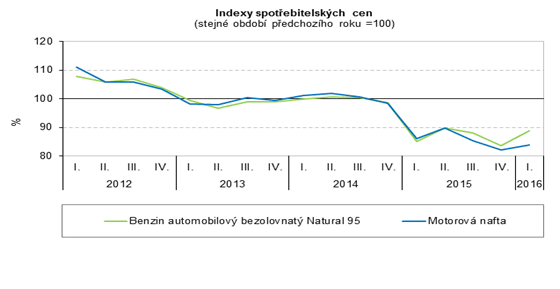 Indexy spotřebitelských cen
(stejné období předchozího roku =100)
120
110
100
90
80
%
I. II. III. IV. I. II. III. IV. I. II. III. IV. I. II. III. IV. I.
2012 2013 2014 2015 2016
Benzin automobilový bezolovnatý Natural 95 Motorová nafta